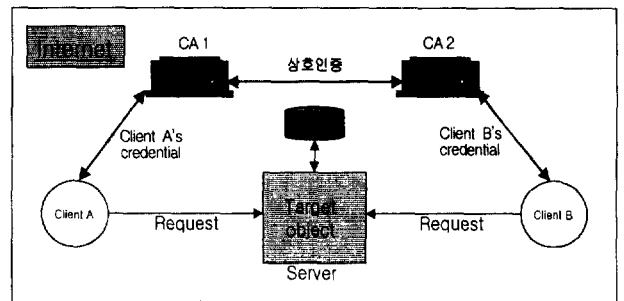 Internet
CA 1
CA 2
상호인증
Client A's
credential
Client B's
credential
Client A
Request
Target
object
Request
Client B
Server